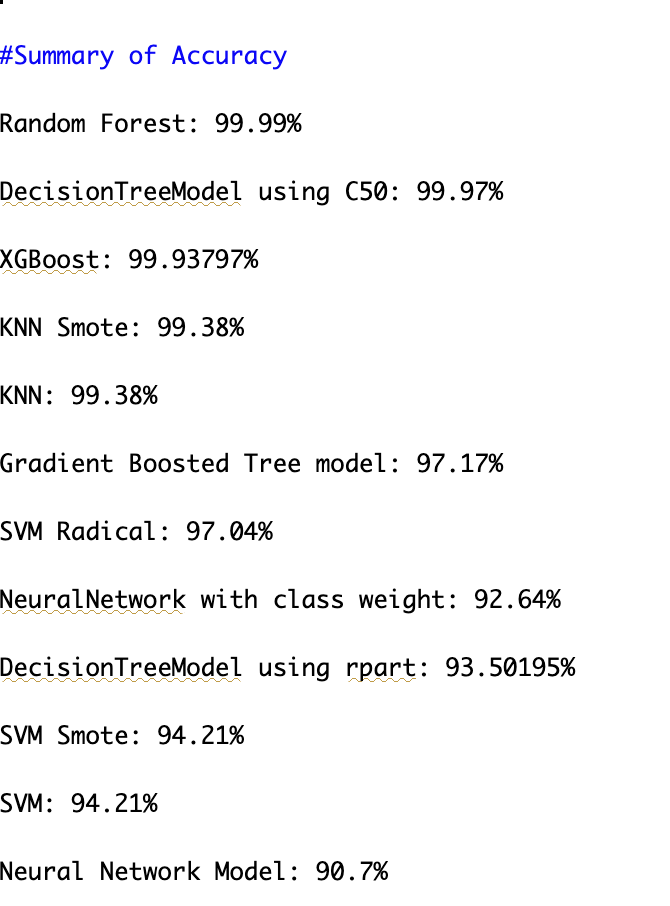 #Summary of Accuracy
Random Forest: 99.99%
DecisionTreeModel using C50: 99.97%
XGBoost: 99.93797%
KNN Smote: 99.38%
KNN: 99.38%
Gradient Boosted Tree model: 97.17%
SVM Radical: 97.04%
NeuralNetwork with class weight: 92.64%
DecisionTreeModel using rpart: 93.50195%
SVM Smote: 94.21%
SVM: 94.21%
Neural Network Model: 90.7%